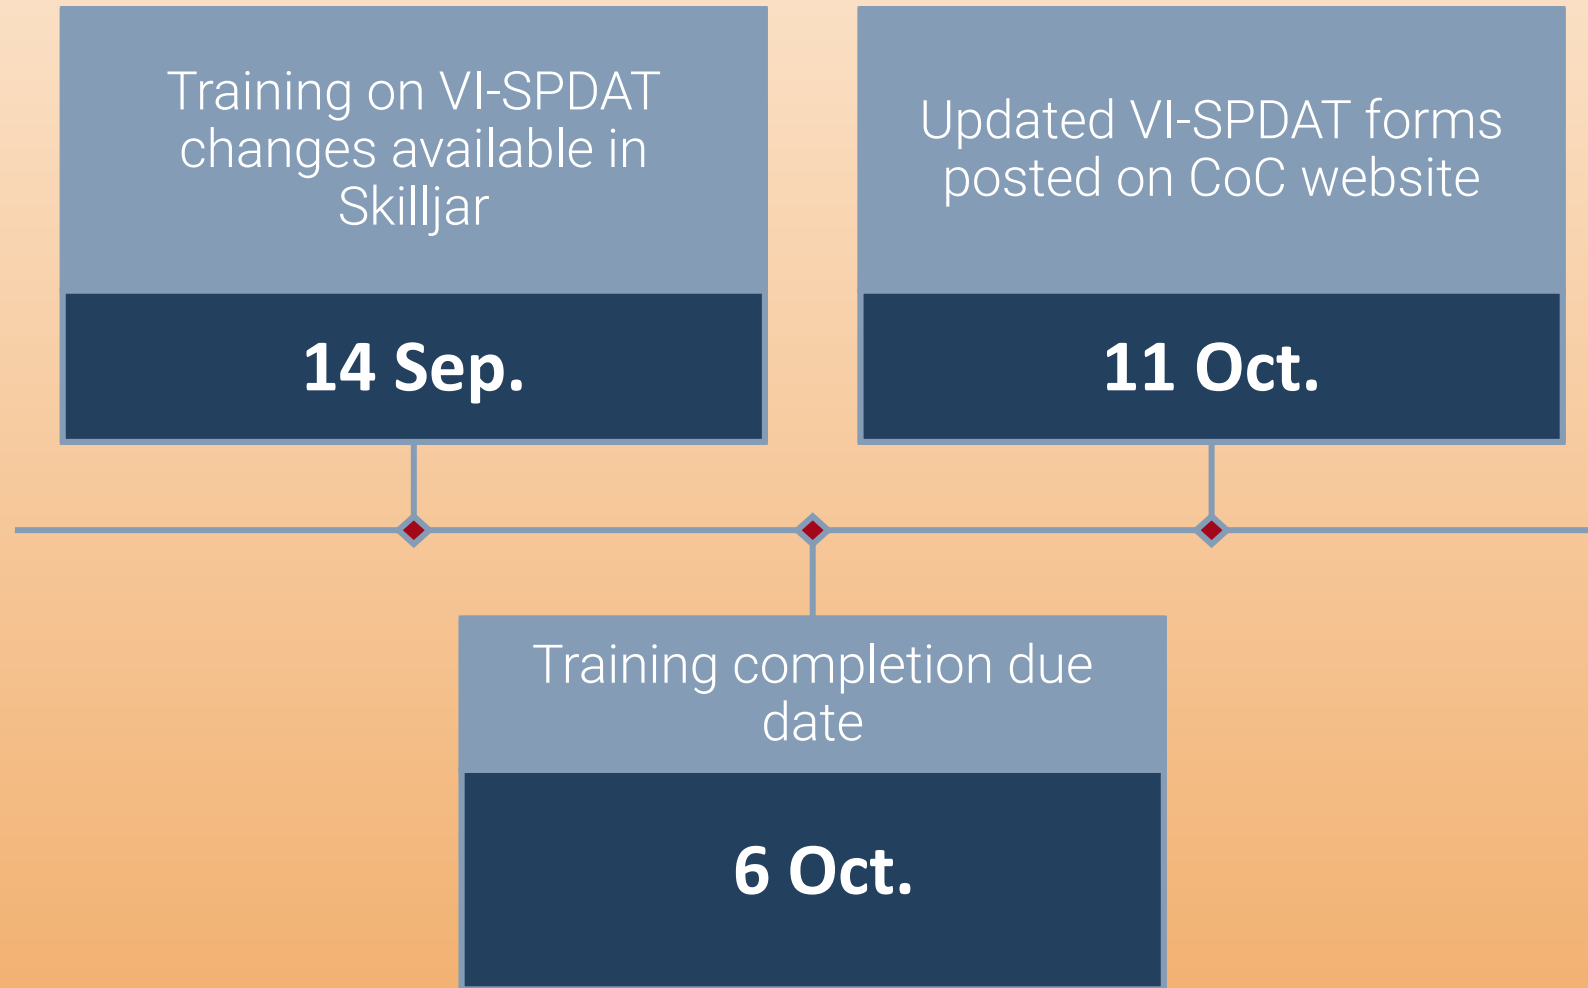 Training on VI-SPDAT
changes available in
Skilljar
14 Sep.
Updated VI-SPDAT forms
posted on CoC website
11 Oct.
Training completion due
date
6 Oct.